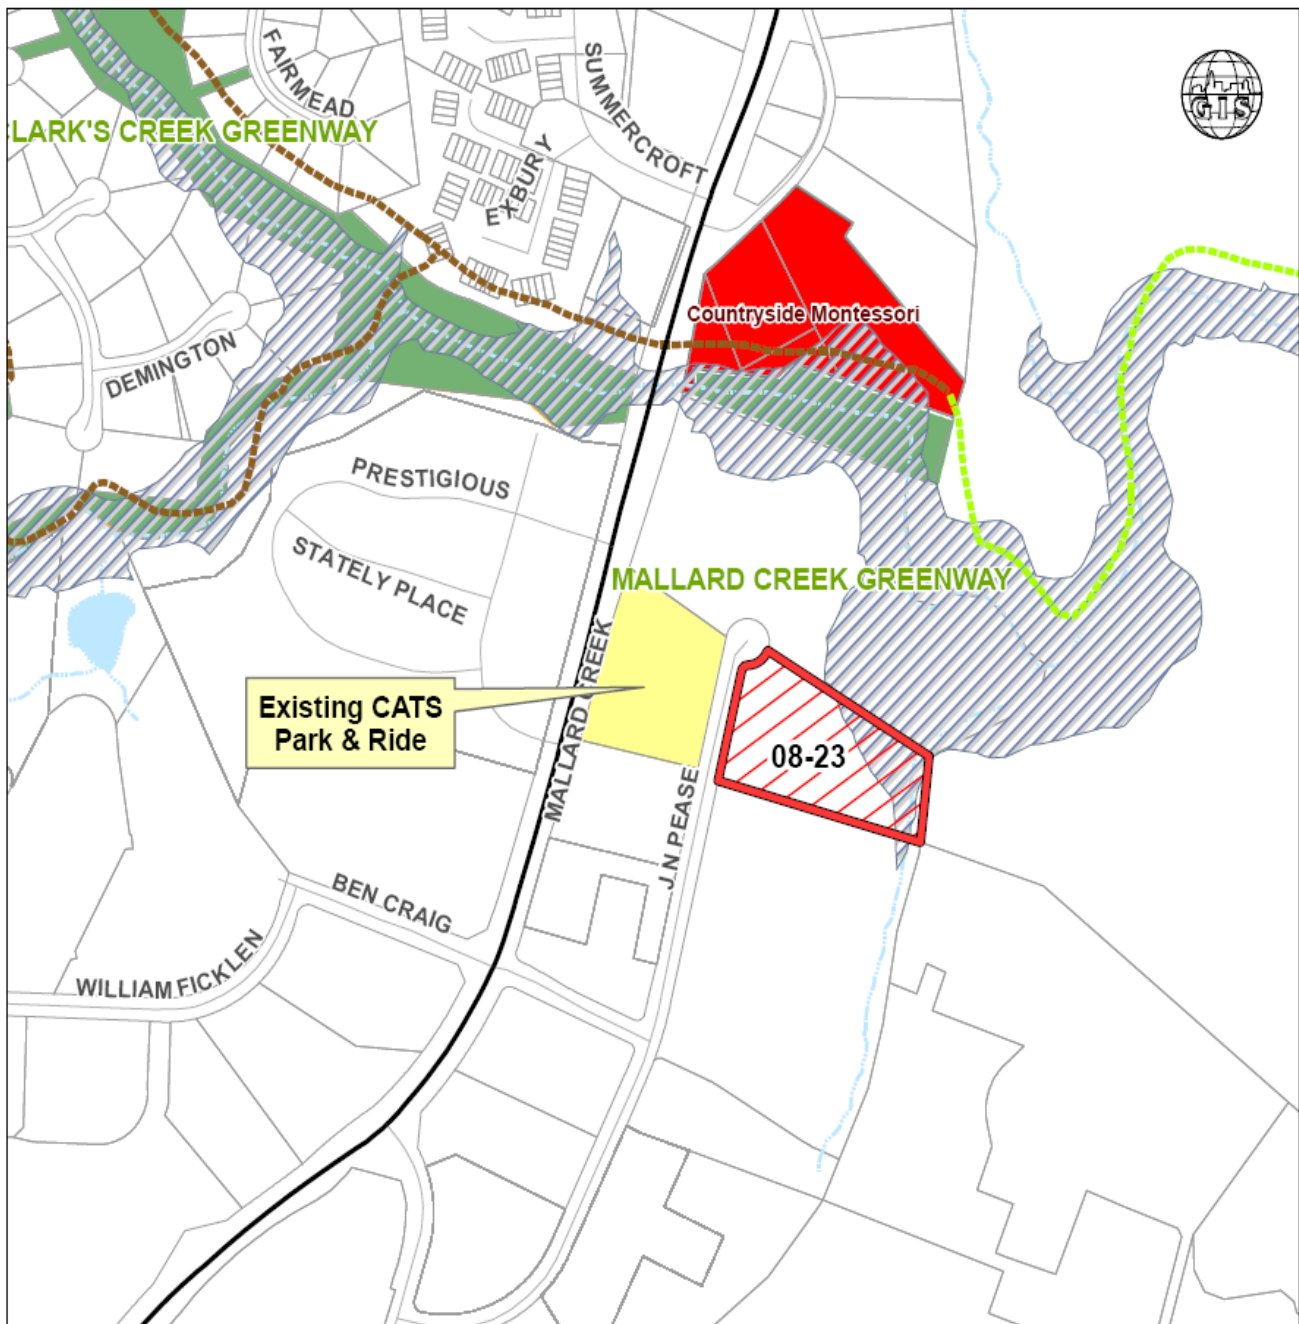 FAIRMEAD
SUMMERCROFT
GIS
CLARK'S CREEK GREENWAY
EXBURY
Countryside Montessori
DEMINGTON
PRESTIGIOUS
STATELY PLACE
MALLARD CREEK GREENWAY
MALLARD CREEK
Existing CATS
Park & Ride
08-23
J N PEASE
BEN CRAIG
WILLIAM FICKLEN